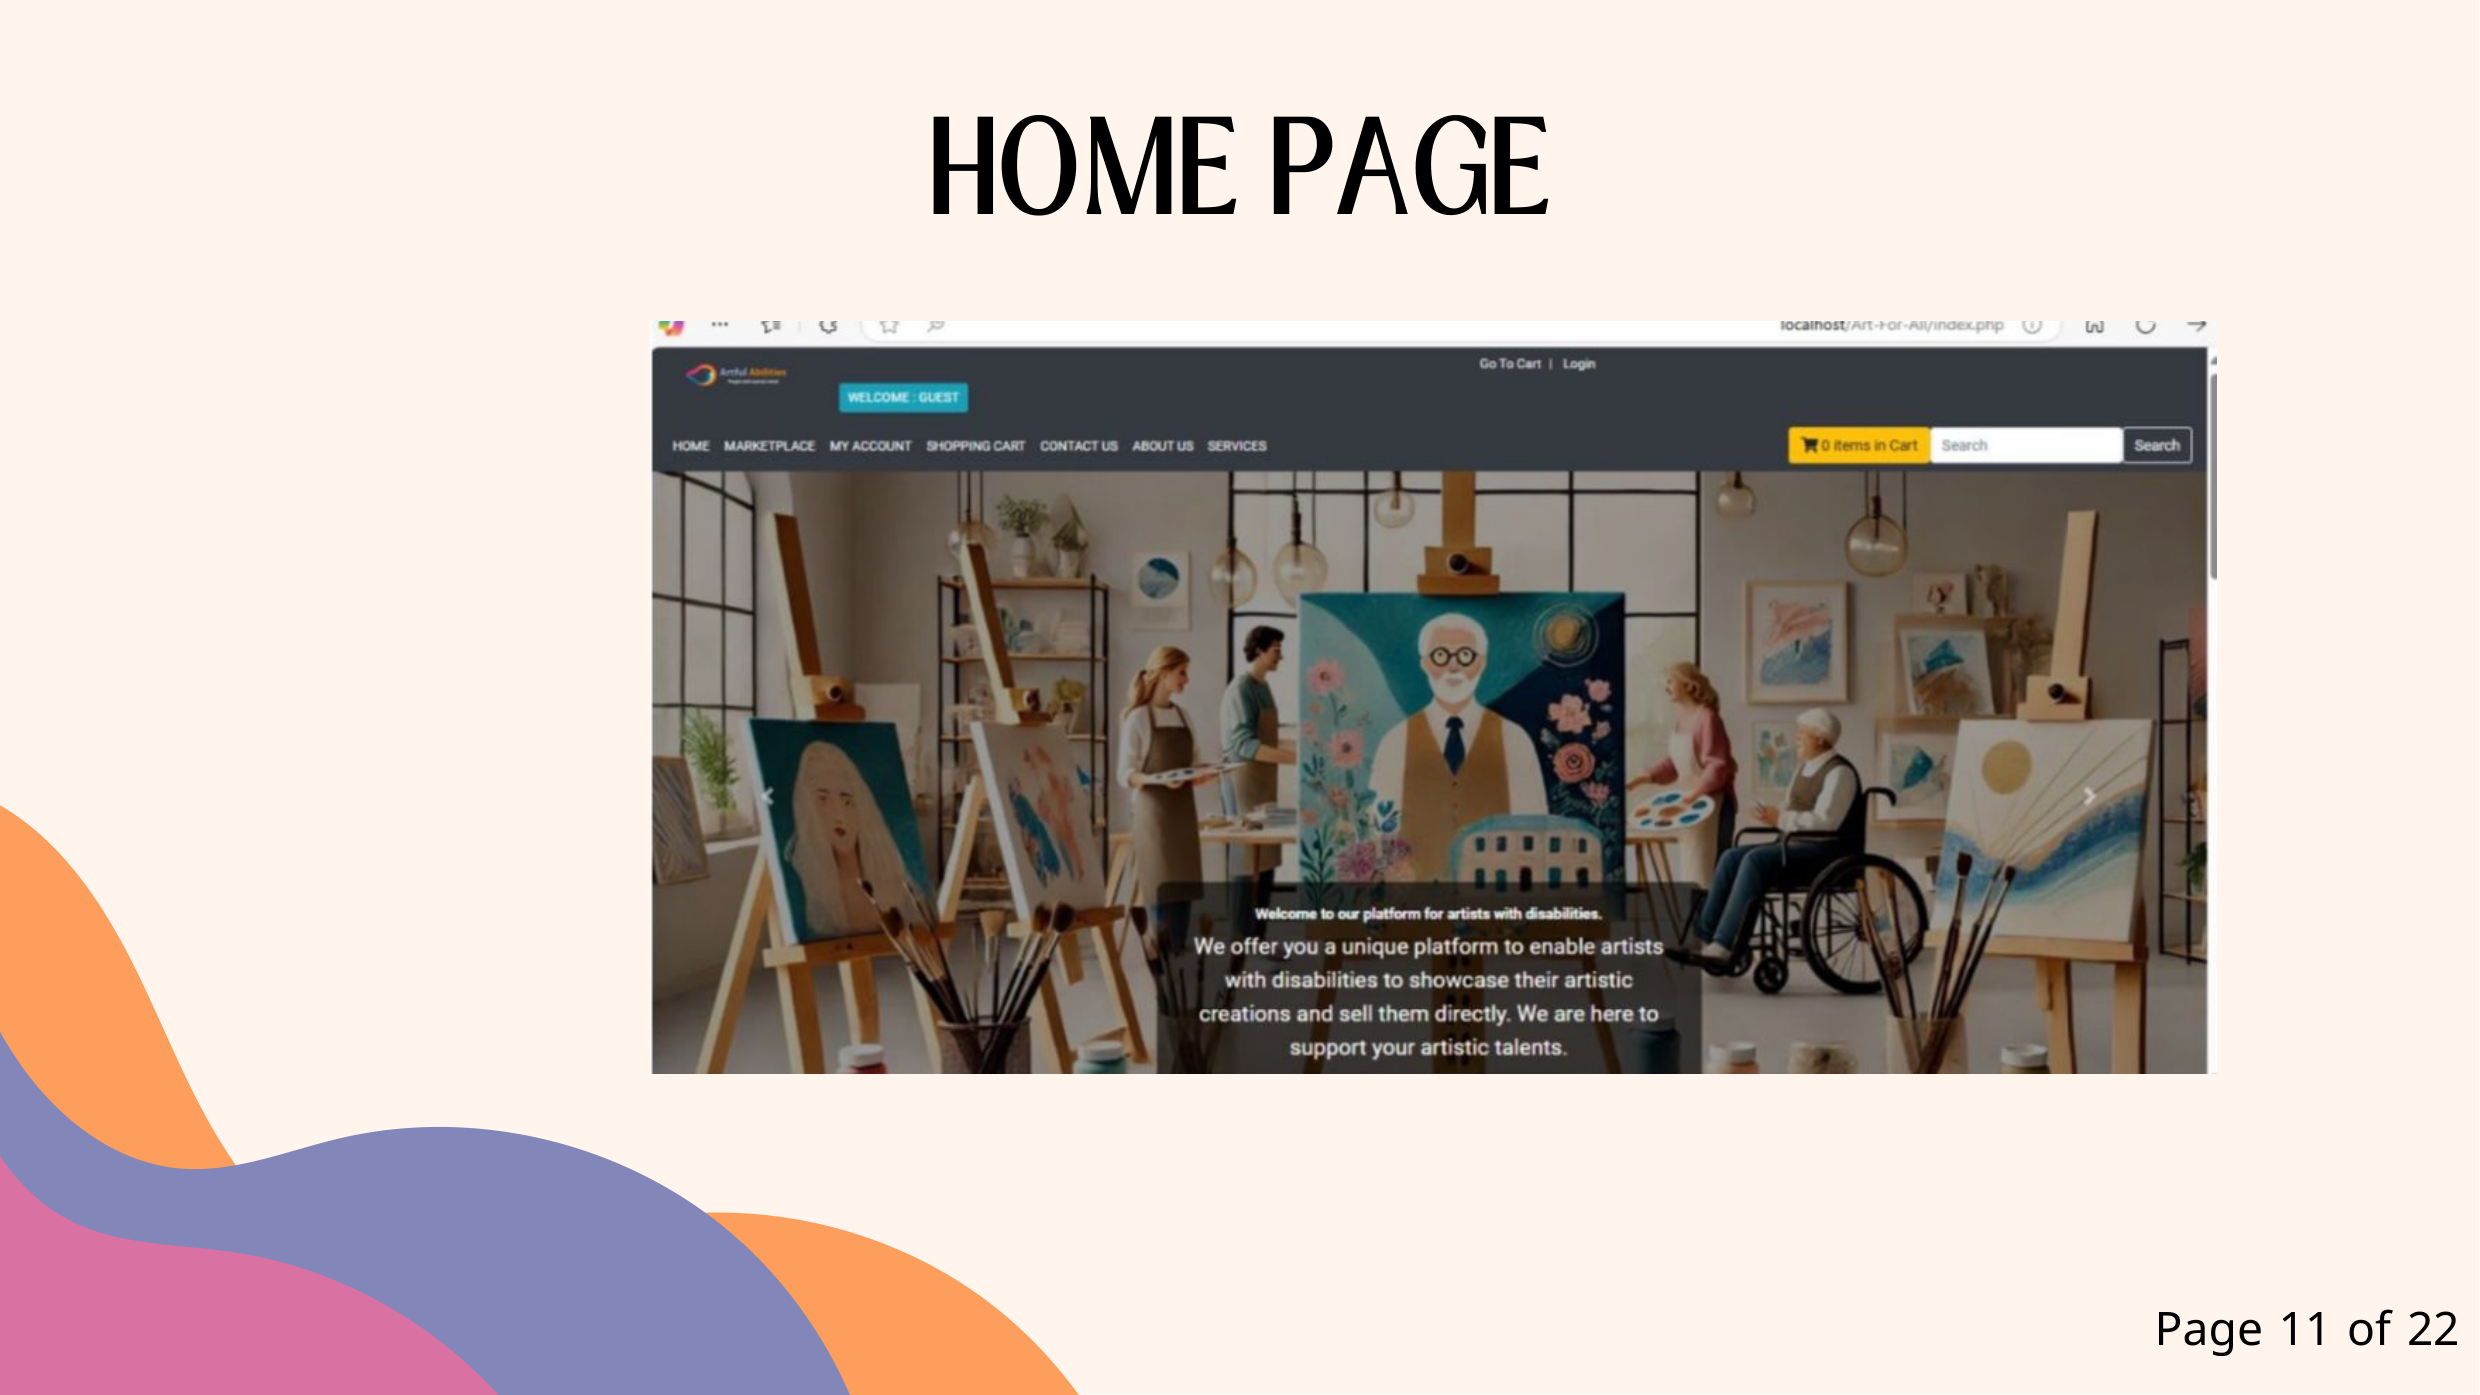 HOME PAGE
localhost/Art-For-All/index.php
Artful Abilities
Go To Cart | Login
WELCOME : GUEST
HOME MARKETPLACE MY ACCOUNT SHOPPING CART CONTACT US ABOUT US SERVICES
0 items in Cart Search Search
Welcome to our platform for artists with disabilities.
We offer you a unique platform to enable artists
with disabilities to showcase their artistic
creations and sell them directly. We are here to
support your artistic talents.
Page 11 of 22